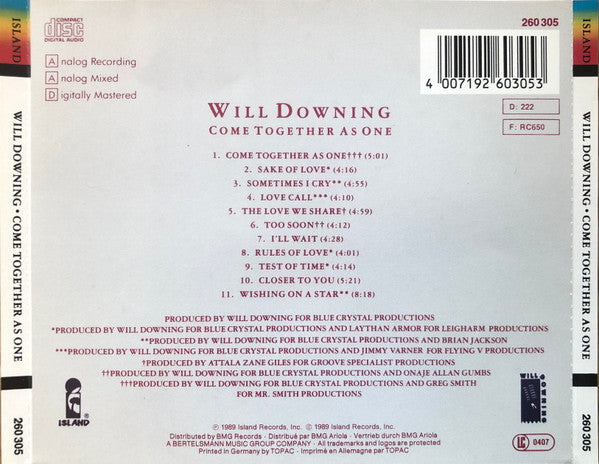 ISLAND
WILL DOWNING • COME TOGETHER AS ONE
260 305
COMPACT
disc
DIGITAL AUDIO
A nalog Recording
A nalog Mixed
D igitally Mastered
260 305
4 007192 603053
D: 222
F: RC650
WILL DOWNING
COME TOGETHER AS ONE
1. COME TOGETHER AS ONE††† (5:01)
2. SAKE OF LOVE* (4:16)
3. SOMETIMES I CRY** (4:55)
4. LOVE CALL*** (4:10)
5. THE LOVE WE SHARE† (4:59)
6. TOO SOON†† (4:12)
7. I'LL WAIT (4:28)
8. RULES OF LOVE* (4:01)
9. TEST OF TIME* (4:14)
10. CLOSER TO YOU (5:21)
11. WISHING ON A STAR** (8:18)
PRODUCED BY WILL DOWNING FOR BLUE CRYSTAL PRODUCTIONS
*PRODUCED BY WILL DOWNING FOR BLUE CRYSTAL PRODUCTIONS AND LAYTHAN ARMOR FOR LEIGHARM PRODUCTIONS
**PRODUCED BY WILL DOWNING FOR BLUE CRYSTAL PRODUCTIONS AND BRIAN JACKSON
***PRODUCED BY WILL DOWNING FOR BLUE CRYSTAL PRODUCTIONS AND JIMMY VARNER FOR FLYING V PRODUCTIONS
†PRODUCED BY ATTALA ZANE GILES FOR GROOVE SPECIALIST PRODUCTIONS
††PRODUCED BY WILL DOWNING FOR BLUE CRYSTAL PRODUCTIONS AND ONAJE ALLAN GUMBS
†††PRODUCED BY WILL DOWNING FOR BLUE CRYSTAL PRODUCTIONS AND GREG SMITH
FOR MR. SMITH PRODUCTIONS
ISLAND
WILL
DOWNING
℗ 1989 Island Records, Inc. © 1989 Island Records, Inc.
Distributed by BMG Records · Distribué par BMG Ariola · Vertrieb durch BMG Ariola
A BERTELSMANN MUSIC GROUP COMPANY · All trademarks and logos are protected
Printed in Germany by TOPAC · Imprimé en Allemagne par TOPAC
LC 0407
ISLAND
WILL DOWNING • COME TOGETHER AS ONE
260 305